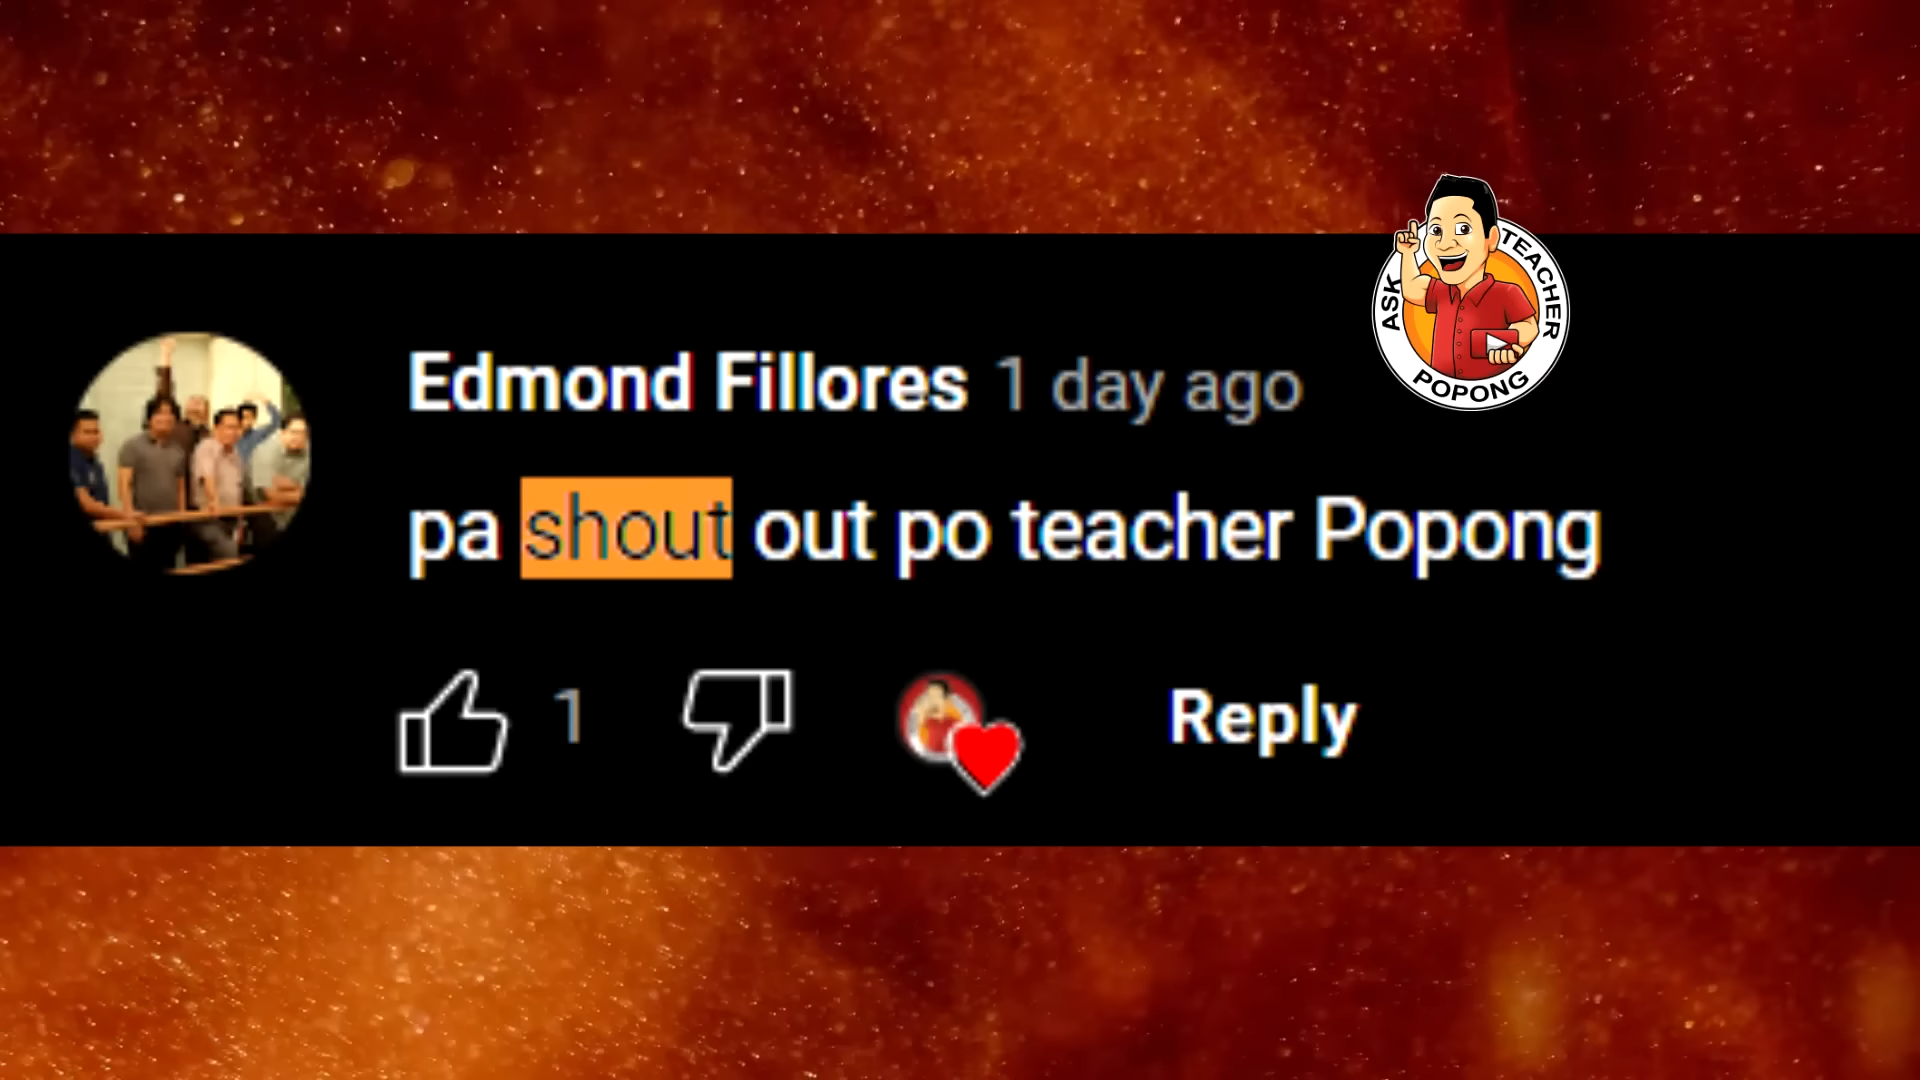 ASK TEACHER
POPONG
Edmond Fillores 1 day ago
pa shout out po teacher Popong
1
Reply